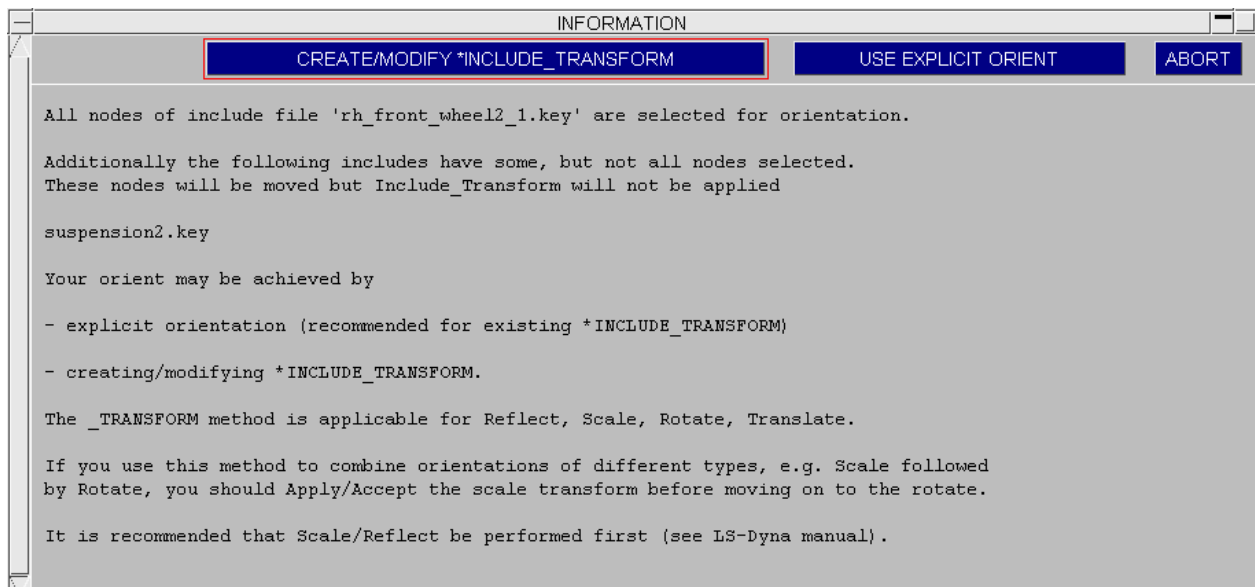 INFORMATION
CREATE/MODIFY *INCLUDE_TRANSFORM
USE EXPLICIT ORIENT
ABORT
All nodes of include file 'rh_front_wheel2_1.key' are selected for orientation.
Additionally the following includes have some, but not all nodes selected.
These nodes will be moved but Include_Transform will not be applied
suspension2.key
Your orient may be achieved by
- explicit orientation (recommended for existing *INCLUDE_TRANSFORM)
- creating/modifying *INCLUDE_TRANSFORM.
The _TRANSFORM method is applicable for Reflect, Scale, Rotate, Translate.
If you use this method to combine orientations of different types, e.g. Scale followed
by Rotate, you should Apply/Accept the scale transform before moving on to the rotate.
It is recommended that Scale/Reflect be performed first (see LS-Dyna manual).